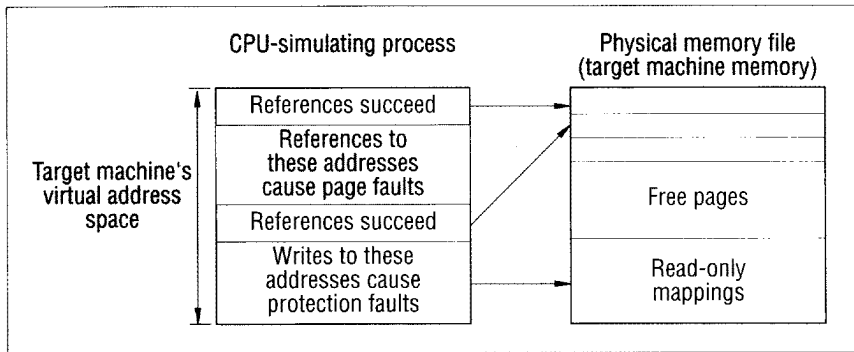 CPU-simulating process
Physical memory file
(target machine memory)
Target machine's
virtual address
space
References succeed
References to
these addresses
cause page faults
References succeed
Writes to these
addresses cause
protection faults
Free pages
Read-only
mappings